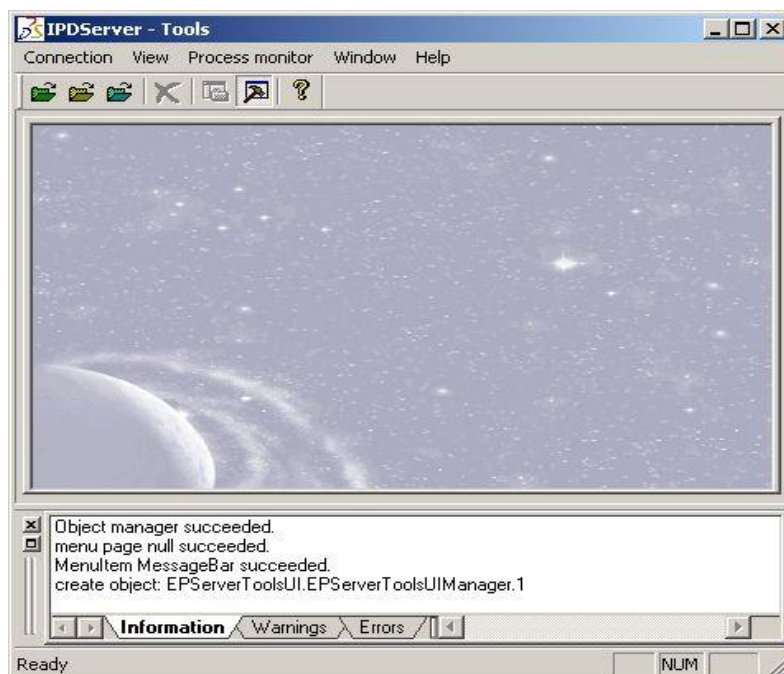 IPDServer - Tools
Connection View Process monitor Window Help
Object manager succeeded.
menu page null succeeded.
MenuItem MessageBar succeeded.
create object: EPServerToolsUI.EPServerToolsUIManager.1
Information Warnings Errors
Ready NUM